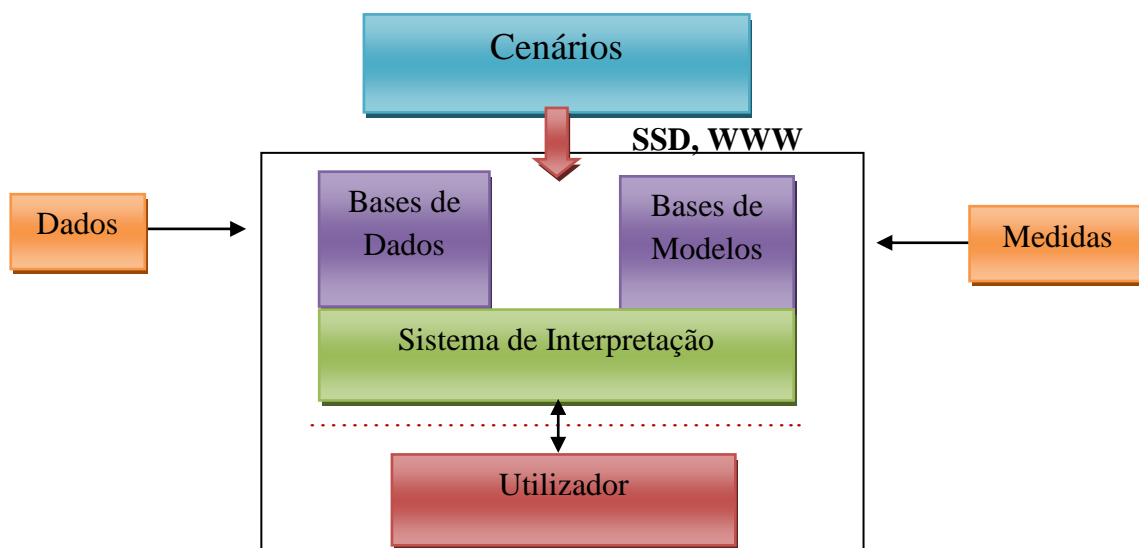 Cenários
SSD, WWW
Dados
Bases de
Dados
Bases de
Modelos
Medidas
Sistema de Interpretação
Utilizador